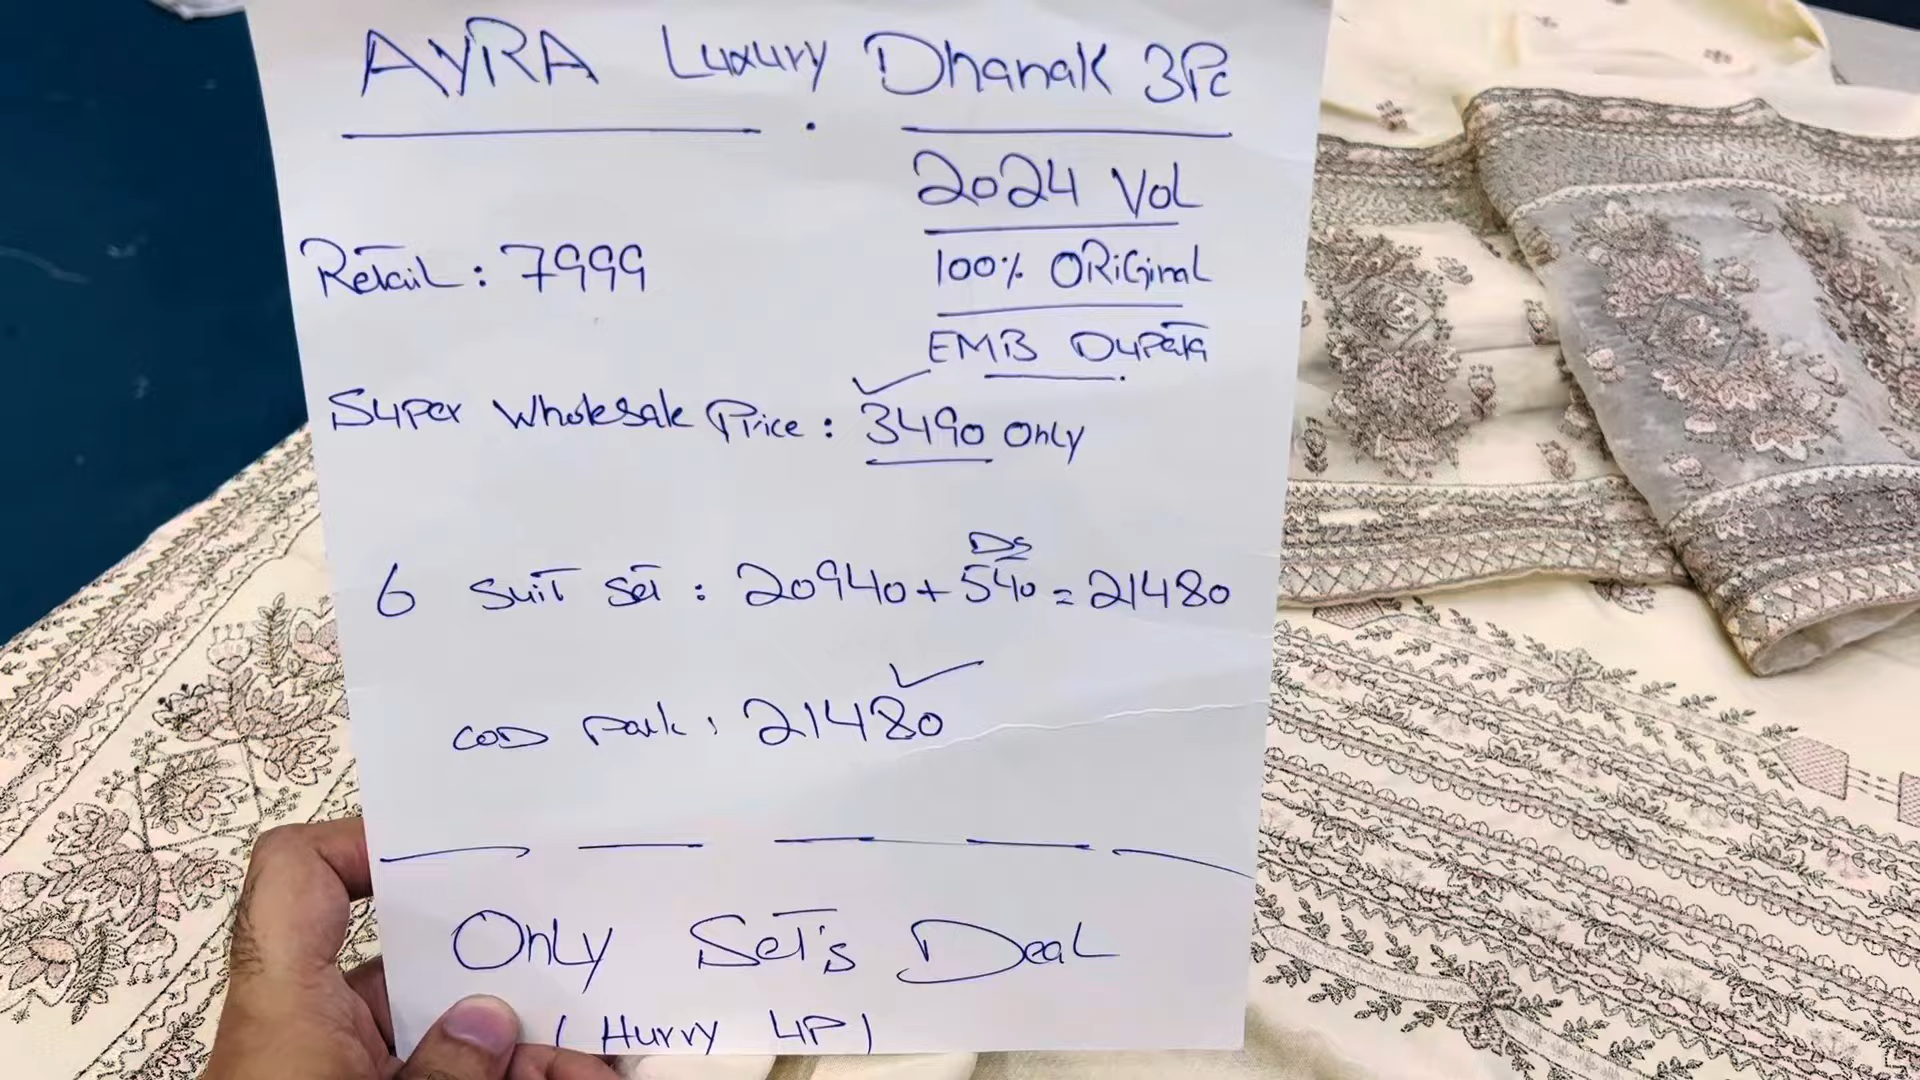 AYRA Luxury Dhanak 3Pc
2024 VOL
100% ORiGinal
Retail: 7999
EMB Dupata
Super Wholesale Price: 3490 Only
DS
6 Suit Set: 20940 + 540 = 21480
COD Park: 21480
Only Set's Deal
(Hurry UP)